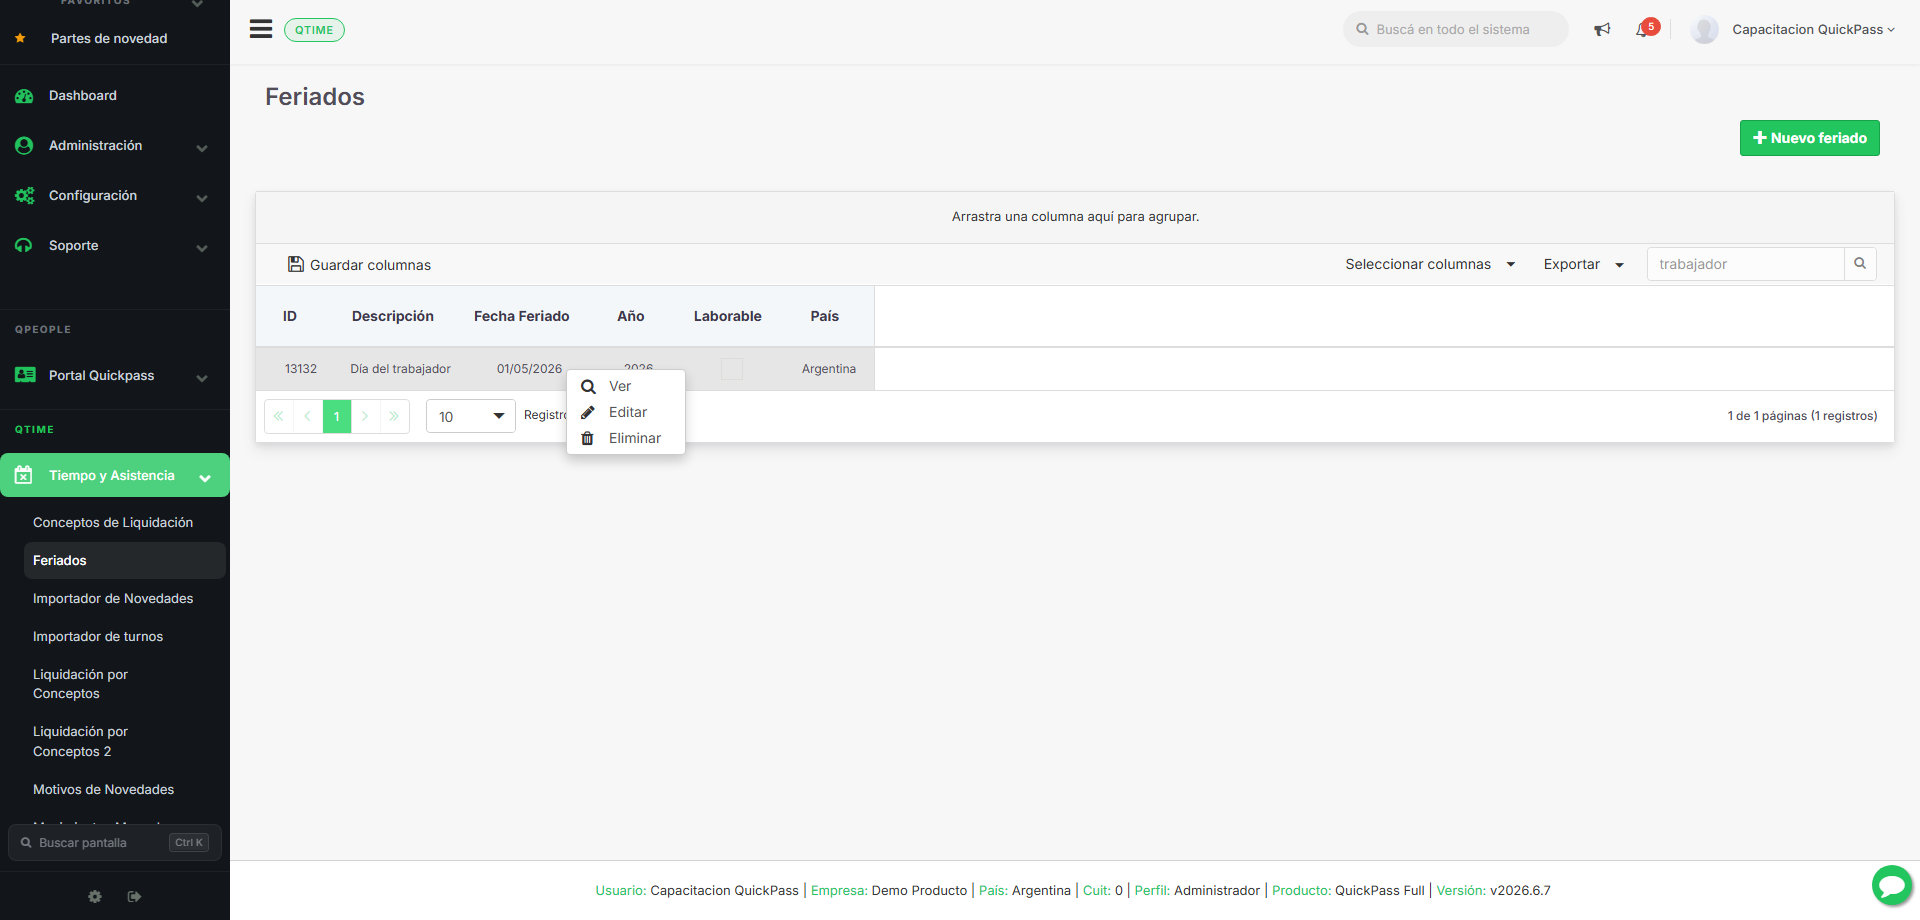 FAVORITOS
Partes de novedad
Dashboard
Administración
Configuración
Soporte
QPEOPLE
Portal Quickpass
QTIME
Tiempo y Asistencia
Conceptos de Liquidación
Feriados
Importador de Novedades
Importador de turnos
Liquidación por
Conceptos
Liquidación por
Conceptos 2
Motivos de Novedades
Buscar pantalla
Ctrl K
QTIME
Buscá en todo el sistema
5
Capacitacion QuickPass
Feriados
Nuevo feriado
Arrastra una columna aquí para agrupar.
Guardar columnas
Seleccionar columnas
Exportar
trabajador
ID Descripción Fecha Feriado Año Laborable País
13132 Día del trabajador 01/05/2026 2026 Argentina
Ver
Editar
Eliminar
« ‹ 1 › »
10
Registro
1 de 1 páginas (1 registros)
Usuario: Capacitacion QuickPass | Empresa: Demo Producto | País: Argentina | Cuit: 0 | Perfil: Administrador | Producto: QuickPass Full | Versión: v2026.6.7